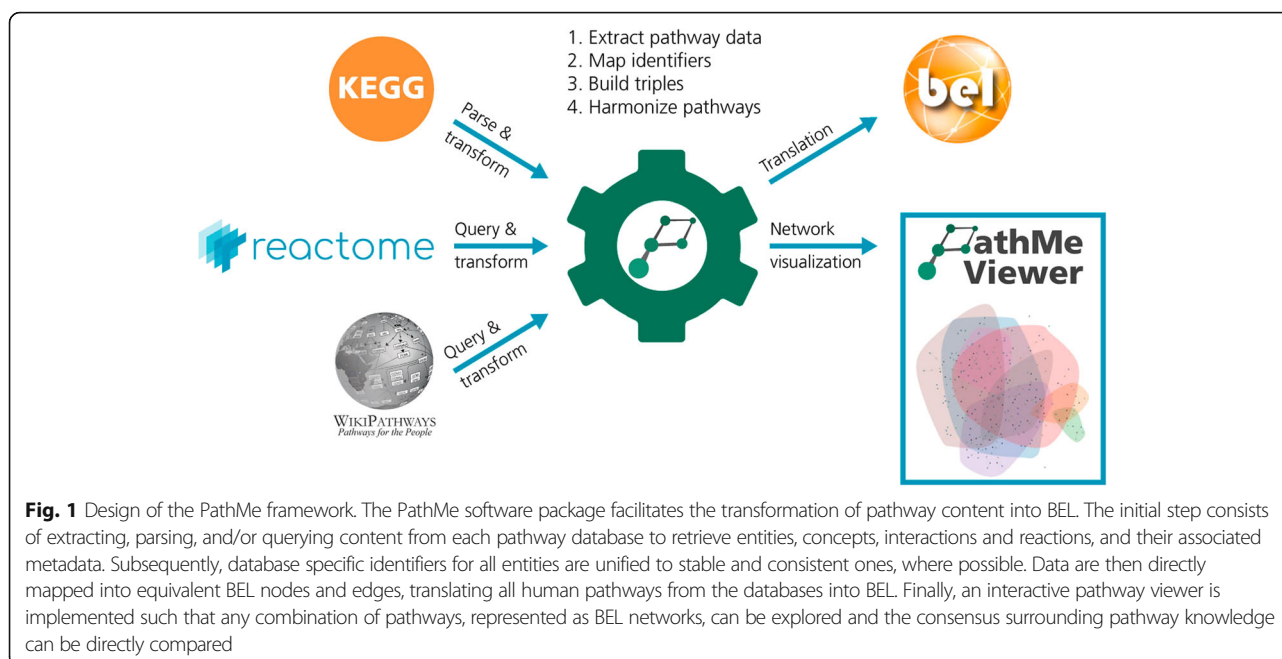 KEGG
Parse &
transform
1. Extract pathway data
2. Map identifiers
3. Build triples
4. Harmonize pathways
Translation
bel
reactome
Query &
transform
Network
visualization
PathMe
Viewer
Query &
transform
WIKIPATHWAYS
Pathways for the People
Fig. 1 Design of the PathMe framework. The PathMe software package facilitates the transformation of pathway content into BEL. The initial step consists
of extracting, parsing, and/or querying content from each pathway database to retrieve entities, concepts, interactions and reactions, and their associated
metadata. Subsequently, database specific identifiers for all entities are unified to stable and consistent ones, where possible. Data are then directly
mapped into equivalent BEL nodes and edges, translating all human pathways from the databases into BEL. Finally, an interactive pathway viewer is
implemented such that any combination of pathways, represented as BEL networks, can be explored and the consensus surrounding pathway knowledge
can be directly compared